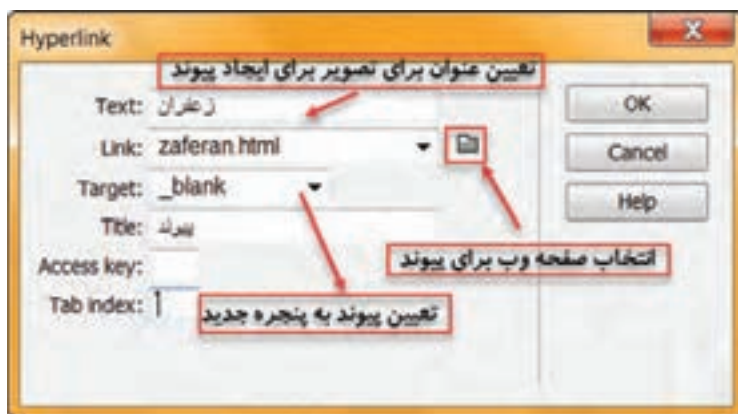 Hyperlink
تعیین عنوان برای تصویر برای ایجاد پیوند
Text: زعفران
OK
Link: zaferan.html
Cancel
Target: _blank
Help
Title: پیوند
انتخاب صفحه وب برای پیوند
Access key:
Tab index: 1
تعیین پیوند به پنجره جدید